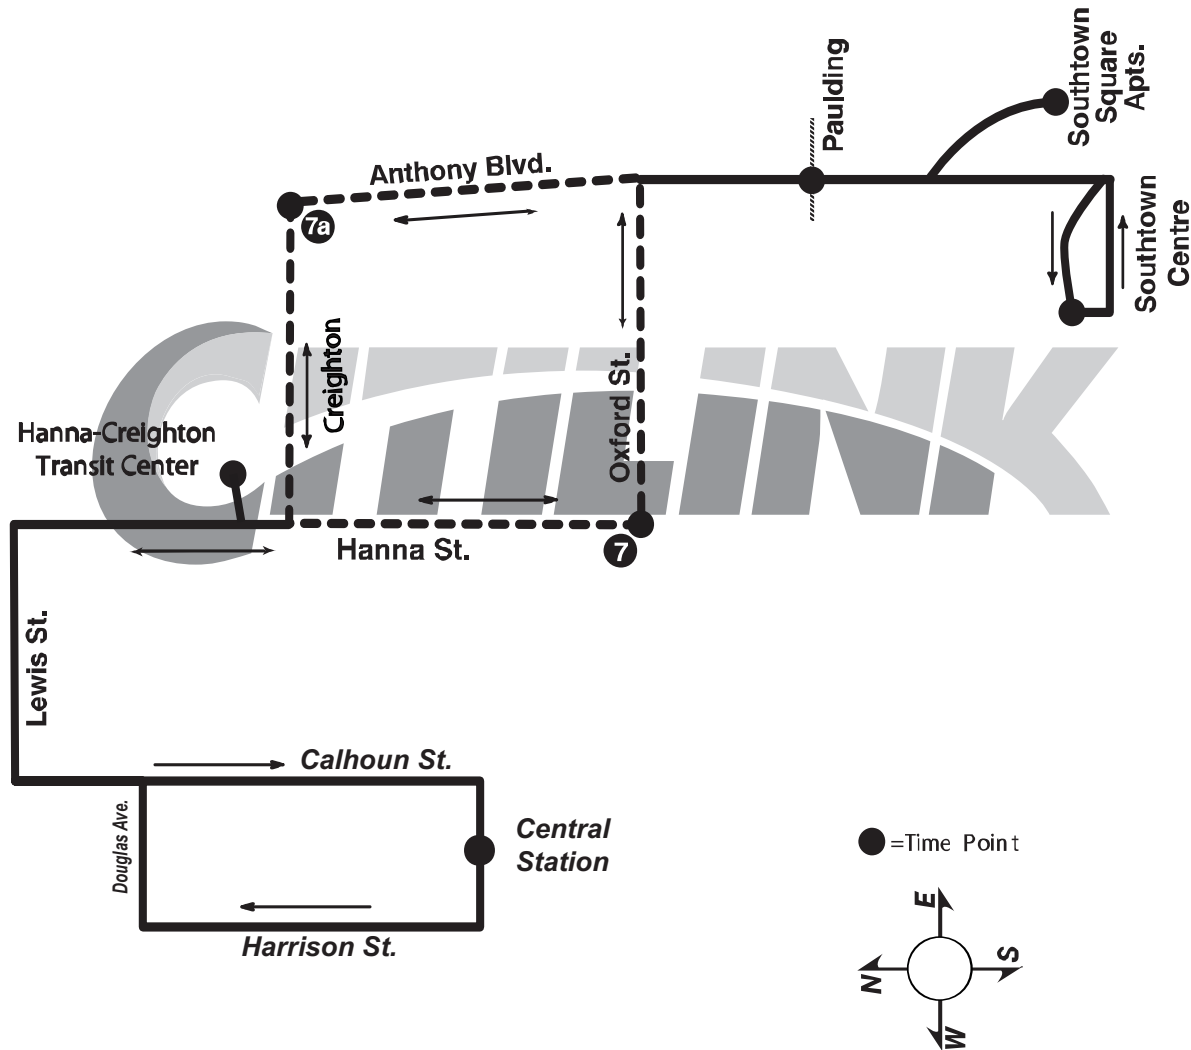 Southtown
Square
Apts.
Paulding
Anthony Blvd.
7a
Southtown
Centre
Creighton
Oxford St.
CITILINK
Hanna-Creighton
Transit Center
Hanna St.
7
Lewis St.
Calhoun St.
Douglas Ave.
Central
Station
Harrison St.
=Time Point
E
N
S
W